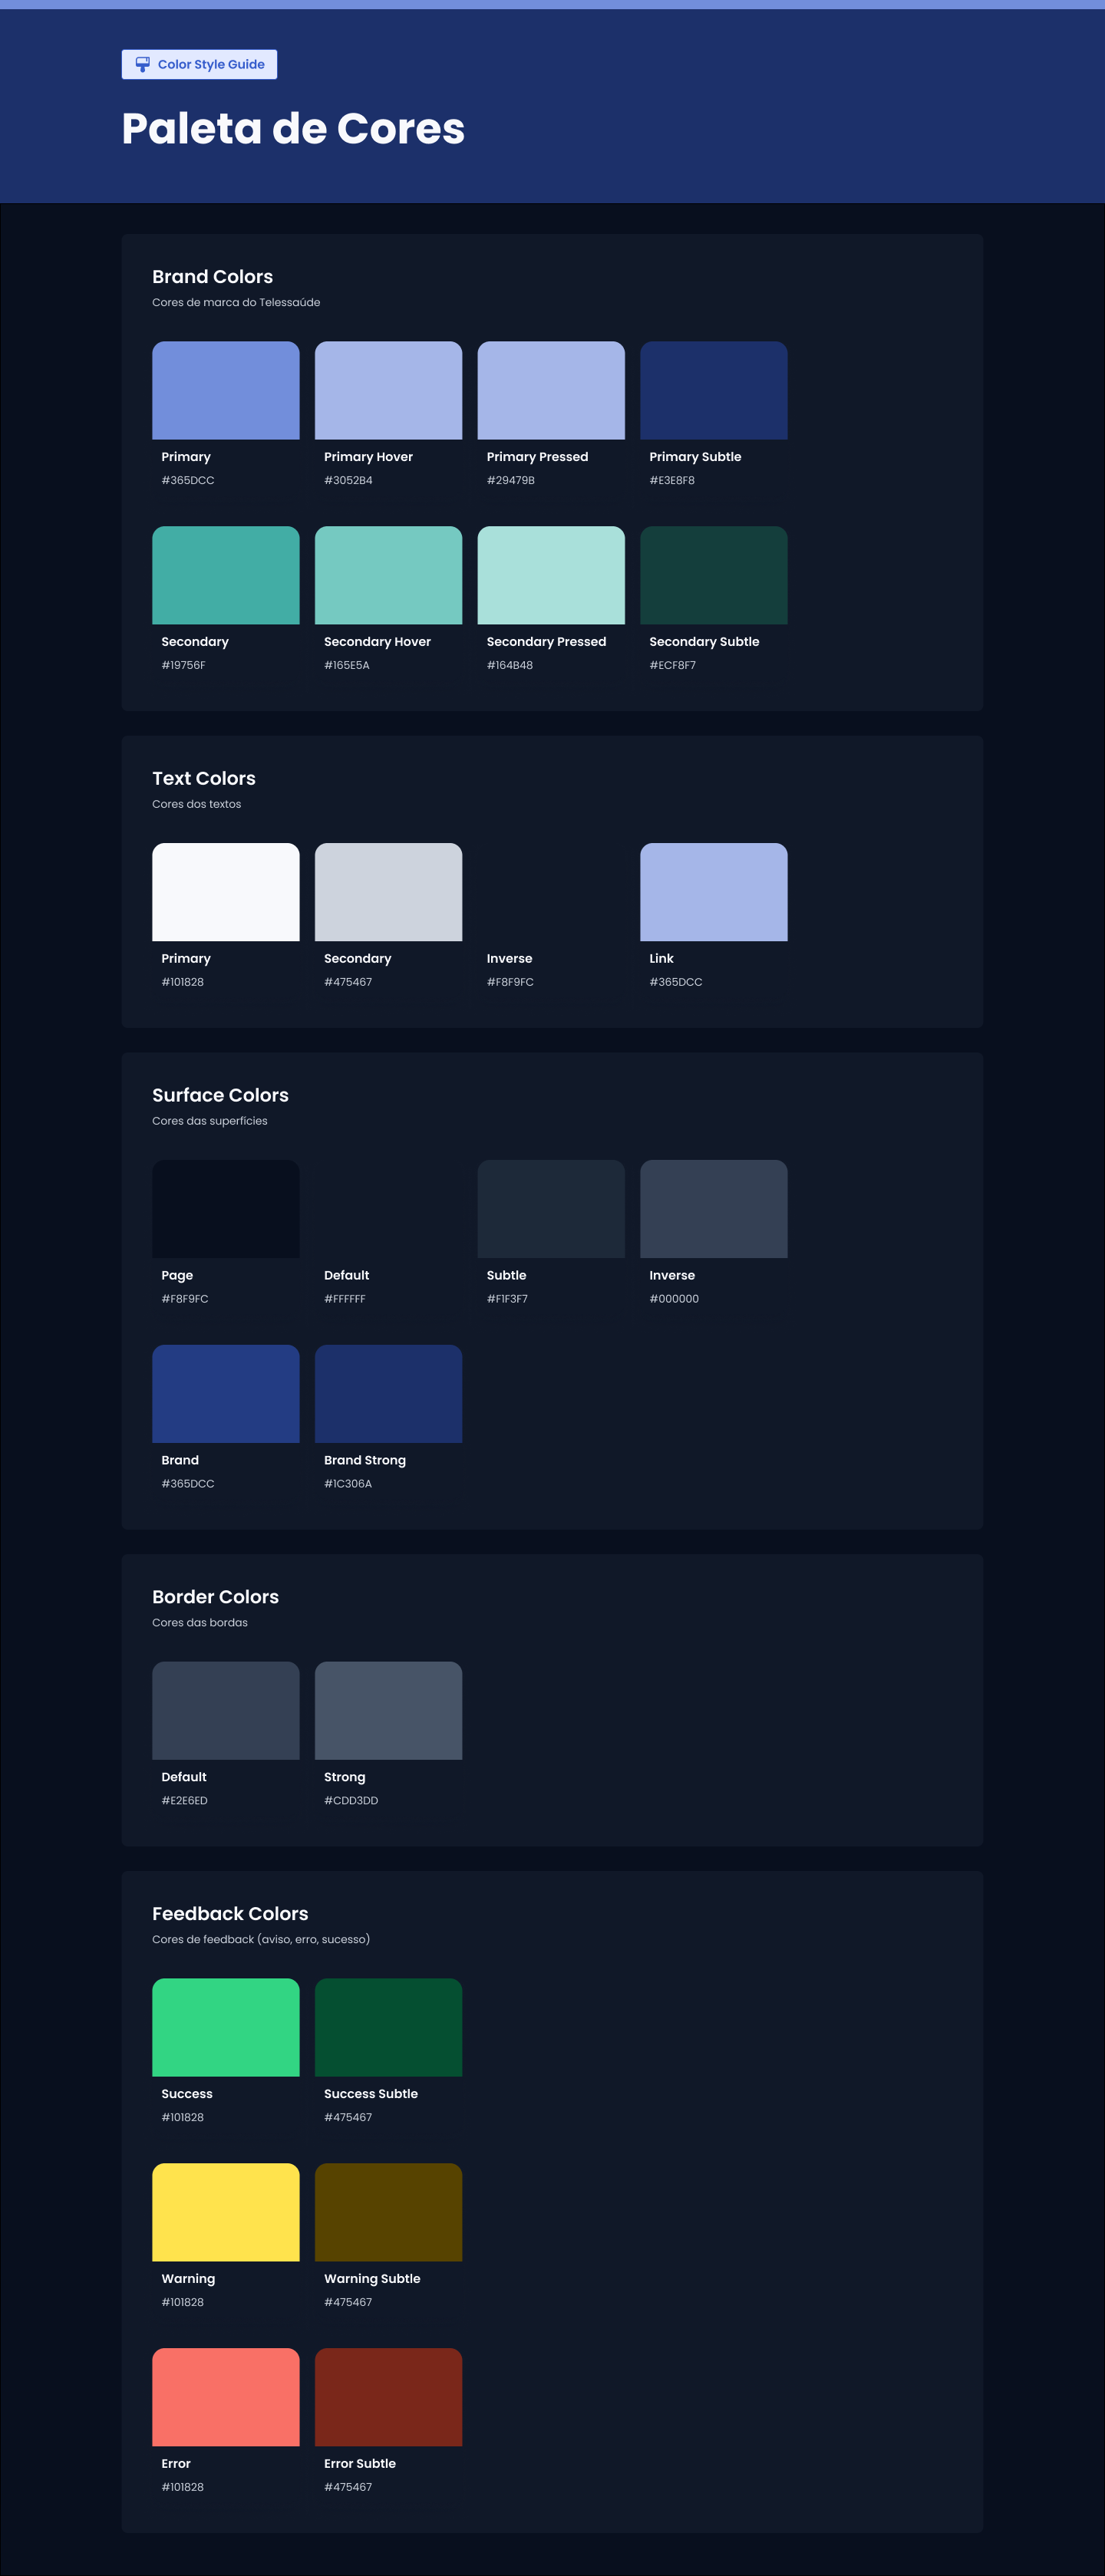 Color Style Guide
Paleta de Cores
Brand Colors
Cores de marca do Telessaúde
Primary
#365DCC
Primary Hover
#3052B4
Primary Pressed
#29479B
Primary Subtle
#E3E8F8
Secondary
#19756F
Secondary Hover
#165E5A
Secondary Pressed
#164B48
Secondary Subtle
#ECF8F7
Text Colors
Cores dos textos
Primary
#101828
Secondary
#475467
Inverse
#F8F9FC
Link
#365DCC
Surface Colors
Cores das superfícies
Page
#F8F9FC
Default
#FFFFFF
Subtle
#F1F3F7
Inverse
#000000
Brand
#365DCC
Brand Strong
#1C306A
Border Colors
Cores das bordas
Default
#E2E6ED
Strong
#CDD3DD
Feedback Colors
Cores de feedback (aviso, erro, sucesso)
Success
#101828
Success Subtle
#475467
Warning
#101828
Warning Subtle
#475467
Error
#101828
Error Subtle
#475467